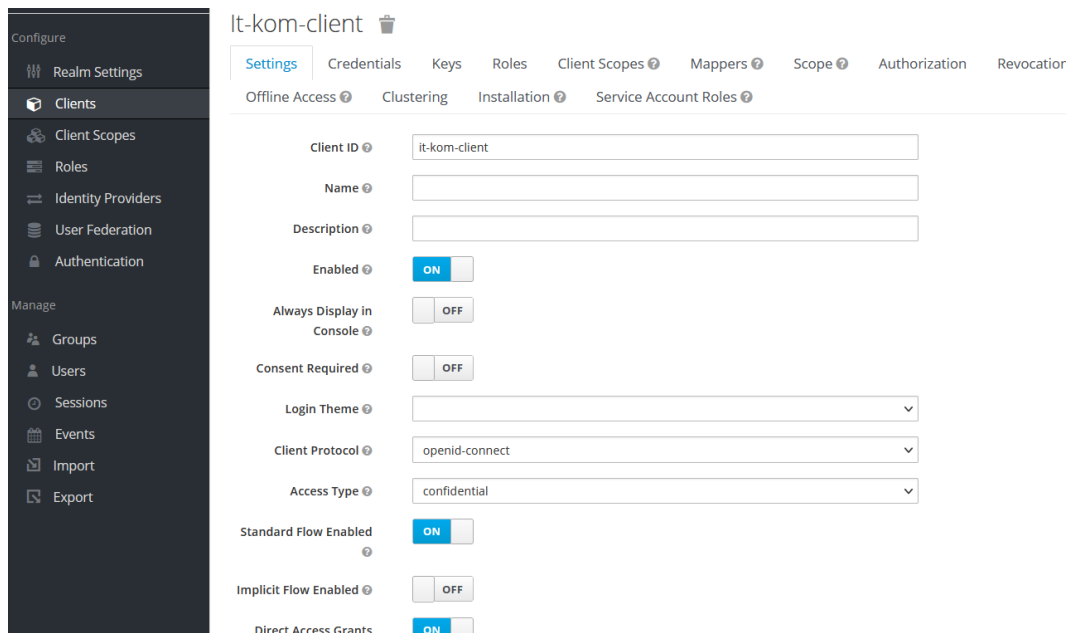 Configure
Realm Settings
Clients
Client Scopes
Roles
Identity Providers
User Federation
Authentication
Manage
Groups
Users
Sessions
Events
Import
Export
It-kom-client
Settings Credentials Keys Roles Client Scopes Mappers Scope Authorization Revocation
Offline Access Clustering Installation Service Account Roles
Client ID it-kom-client
Name
Description
Enabled ON
Always Display in OFF
Console
Consent Required OFF
Login Theme
Client Protocol openid-connect
Access Type confidential
Standard Flow Enabled ON
Implicit Flow Enabled OFF
Direct Access Grants ON